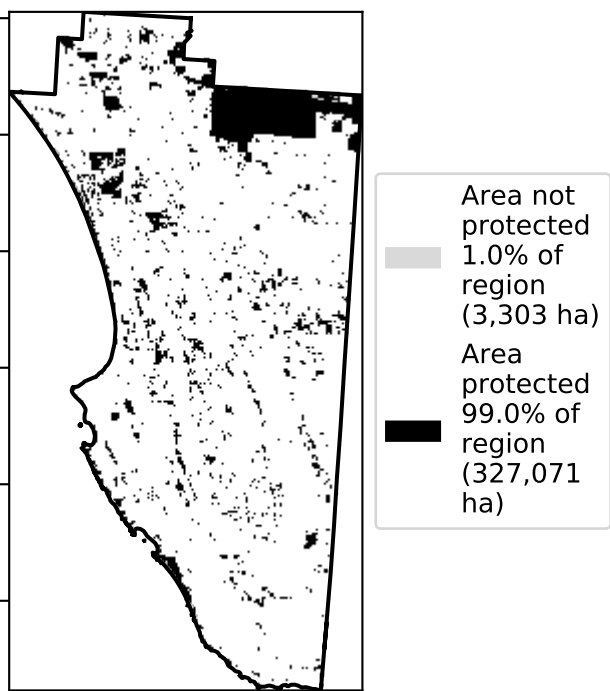 Area not
protected
1.0% of
region
(3,303 ha)
Area
protected
99.0% of
region
(327,071
ha)